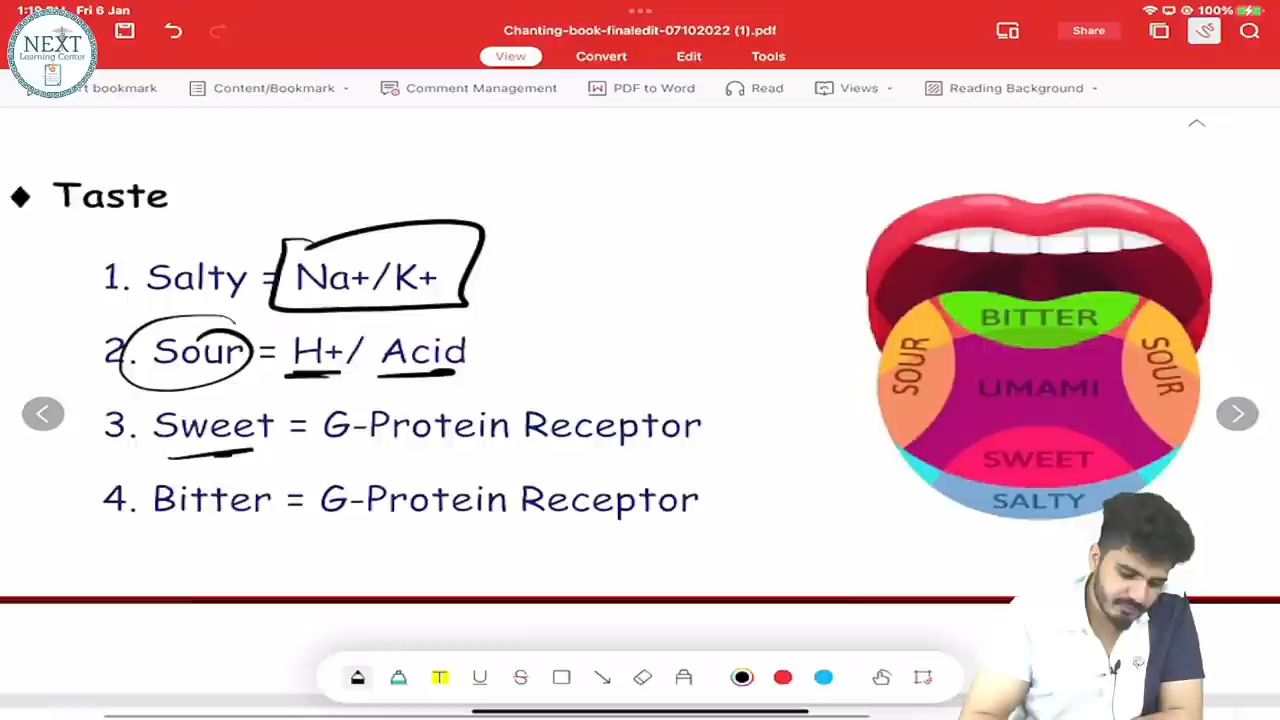 Fri 6 Jan
100%
NEXT
Learning Center
Chanting-book-finaledit-07102022 (1).pdf
Share
View
Convert
Edit
Tools
bookmark
Content/Bookmark
Comment Management
PDF to Word
Read
Views
Reading Background
♦ Taste
1. Salty = Na+/K+
2. Sour = H+/ Acid
3. Sweet = G-Protein Receptor
4. Bitter = G-Protein Receptor
BITTER
SOUR
SOUR
UMAMI
SWEET
SALTY
T
U
S
A